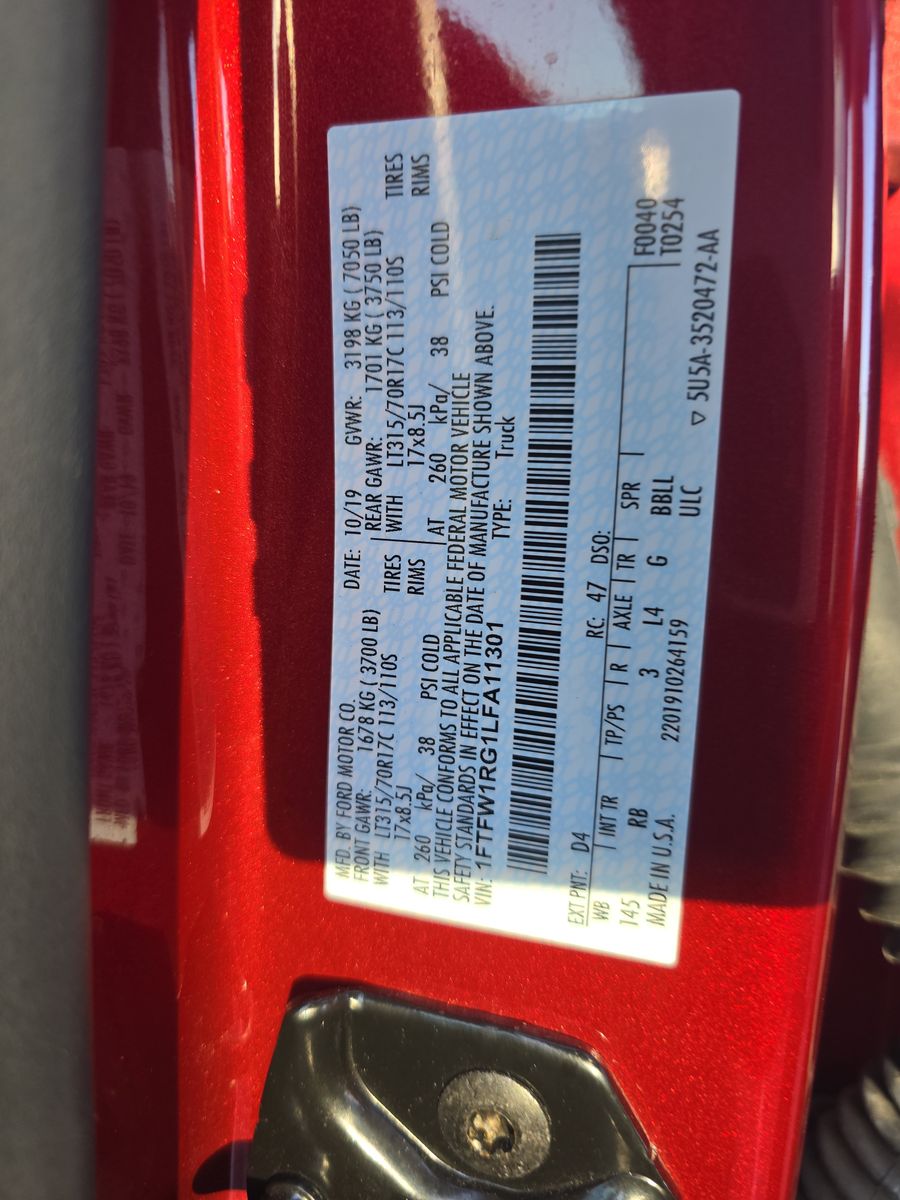 MFD. BY FORD MOTOR CO.
DATE: 10/19 GVWR: 3198 KG ( 7050 LB)
FRONT GAWR: 1678 KG ( 3700 LB) REAR GAWR: 1701 KG ( 3750 LB)
WITH LT315/70R17C 113/110S TIRES WITH LT315/70R17C 113/110S TIRES
17x8.5J RIMS 17x8.5J RIMS
AT 260 kPa/ 38 PSI COLD AT 260 kPa/ 38 PSI COLD
THIS VEHICLE CONFORMS TO ALL APPLICABLE FEDERAL MOTOR VEHICLE
SAFETY STANDARDS IN EFFECT ON THE DATE OF MANUFACTURE SHOWN ABOVE.
VIN: 1FTFW1RG1LFA11301 TYPE: Truck
EXT PNT: D4 RC: 47 DSO: F0040
WB INT TR TP/PS R AXLE TR SPR T0254
145 RB 3 L4 G BBLL
MADE IN U.S.A. 2201910264159 ULC
▽ 5U5A-3520472-AA